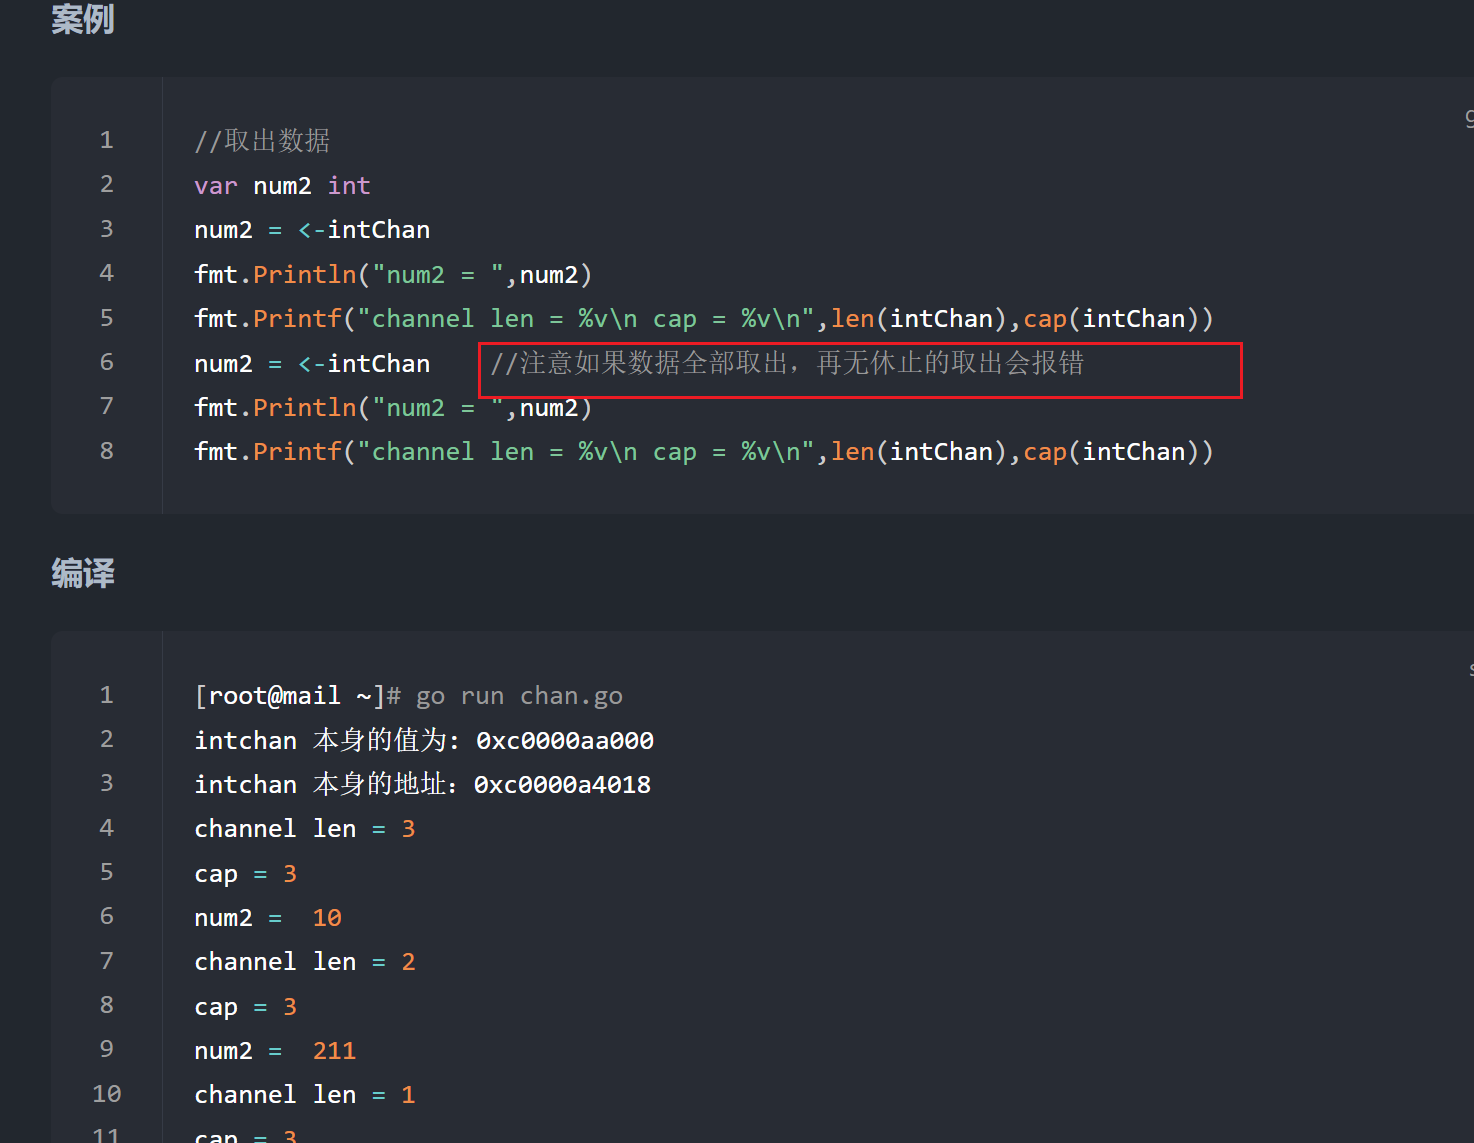 案例
1 //取出数据
2 var num2 int
3 num2 = <-intChan
4 fmt.Println("num2 = ",num2)
5 fmt.Printf("channel len = %v\n cap = %v\n",len(intChan),cap(intChan))
6 num2 = <-intChan //注意如果数据全部取出，再无休止的取出会报错
7 fmt.Println("num2 = ",num2)
8 fmt.Printf("channel len = %v\n cap = %v\n",len(intChan),cap(intChan))
编译
1 [root@mail ~]# go run chan.go
2 intchan 本身的值为: 0xc0000aa000
3 intchan 本身的地址：0xc0000a4018
4 channel len = 3
5 cap = 3
6 num2 =  10
7 channel len = 2
8 cap = 3
9 num2 =  211
10 channel len = 1
11 cap = 3